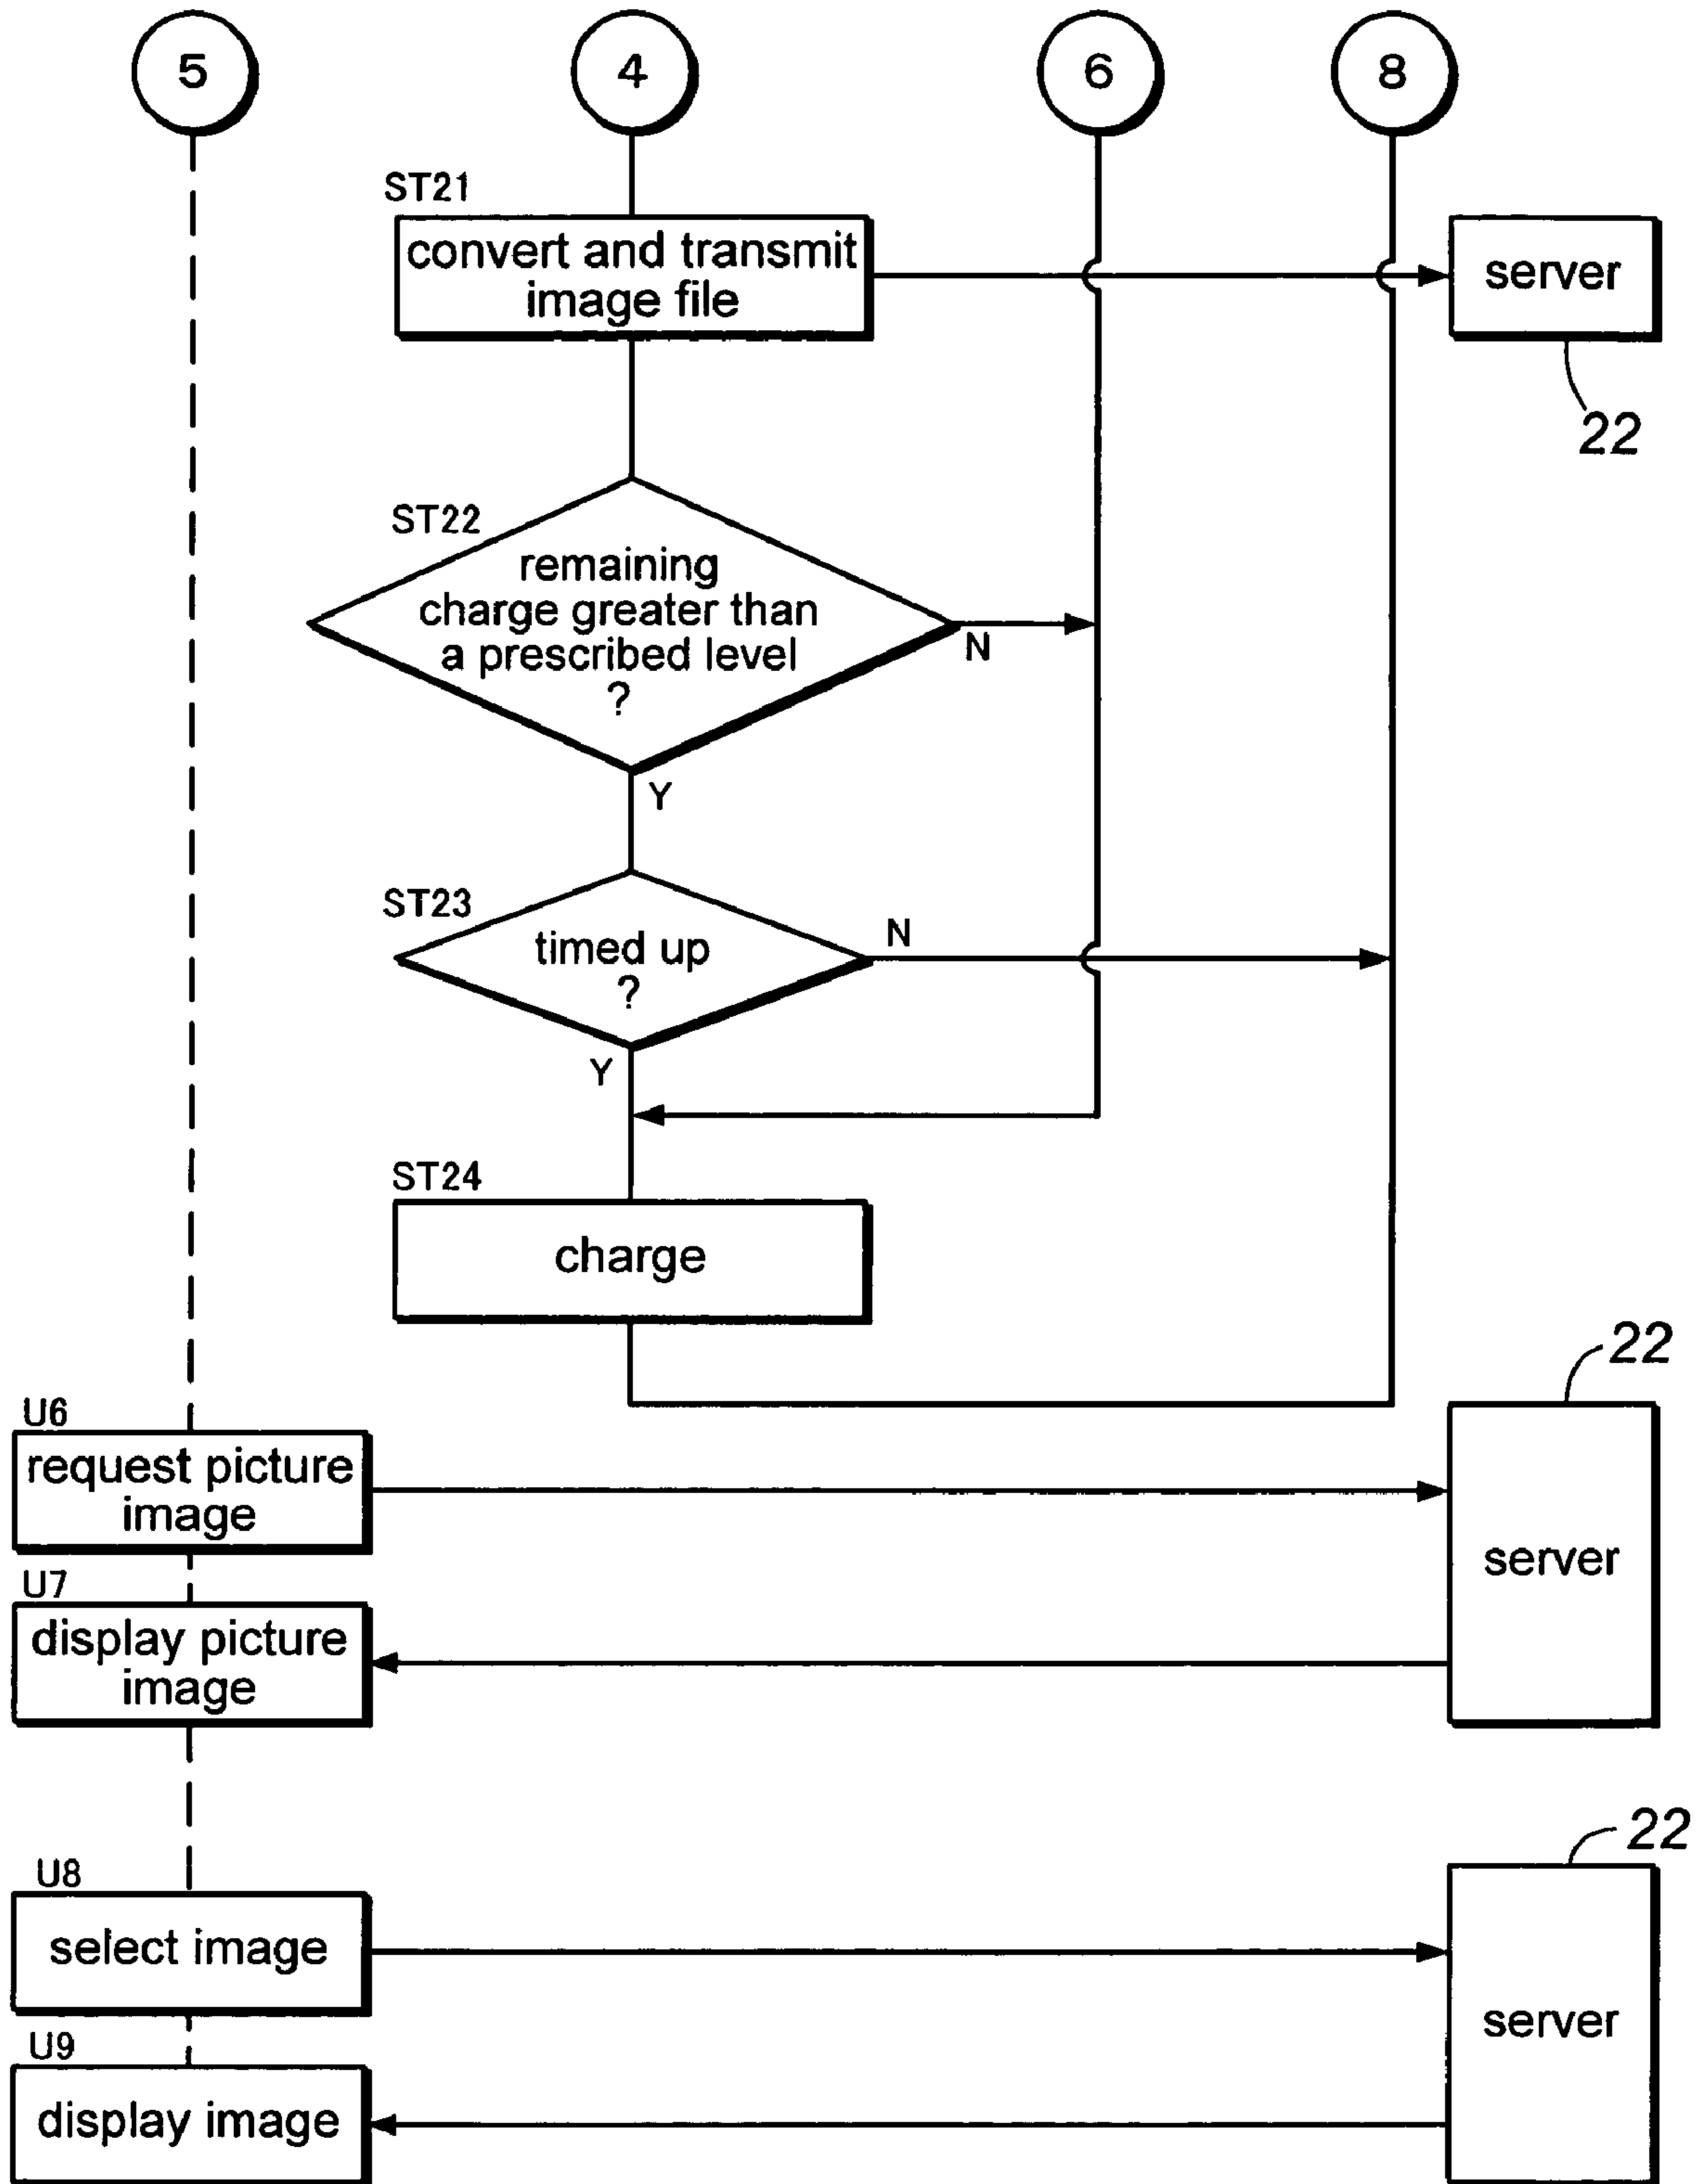 5
4
6
8
ST21
convert and transmit
image file
server
22
ST22
remaining
charge greater than
a prescribed level
?
N
Y
ST23
timed up
?
N
Y
ST24
charge
22
U6
request picture
image
server
U7
display picture
image
22
U8
select image
server
U9
display image